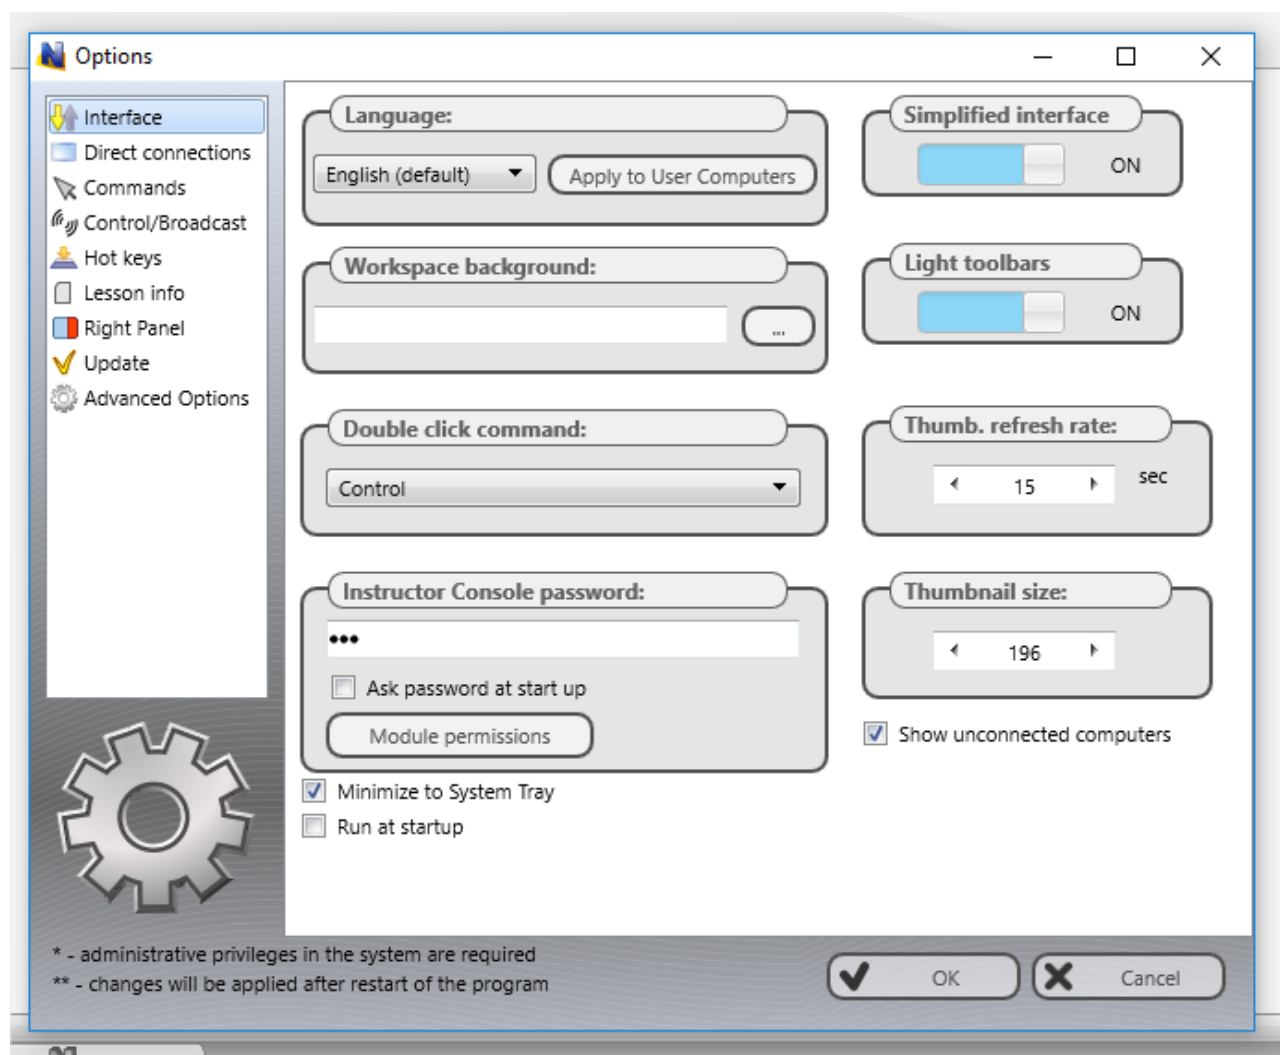 Options
Interface
Direct connections
Commands
Control/Broadcast
Hot keys
Lesson info
Right Panel
Update
Advanced Options
Language:
English (default)
Apply to User Computers
Workspace background:
...
Double click command:
Control
Instructor Console password:
•••
Ask password at start up
Module permissions
Minimize to System Tray
Run at startup
Simplified interface
ON
Light toolbars
ON
Thumb. refresh rate:
15 sec
Thumbnail size:
196
Show unconnected computers
* - administrative privileges in the system are required
** - changes will be applied after restart of the program
OK
Cancel